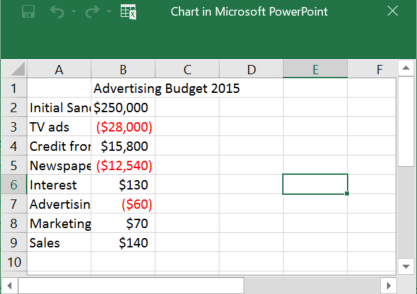 Chart in Microsoft PowerPoint
A B C D E F
1 Advertising Budget 2015
2 Initial San $250,000
3 TV ads ($28,000)
4 Credit fror $15,800
5 Newspape ($12,540)
6 Interest $130
7 Advertisin ($60)
8 Marketing $70
9 Sales $140
10